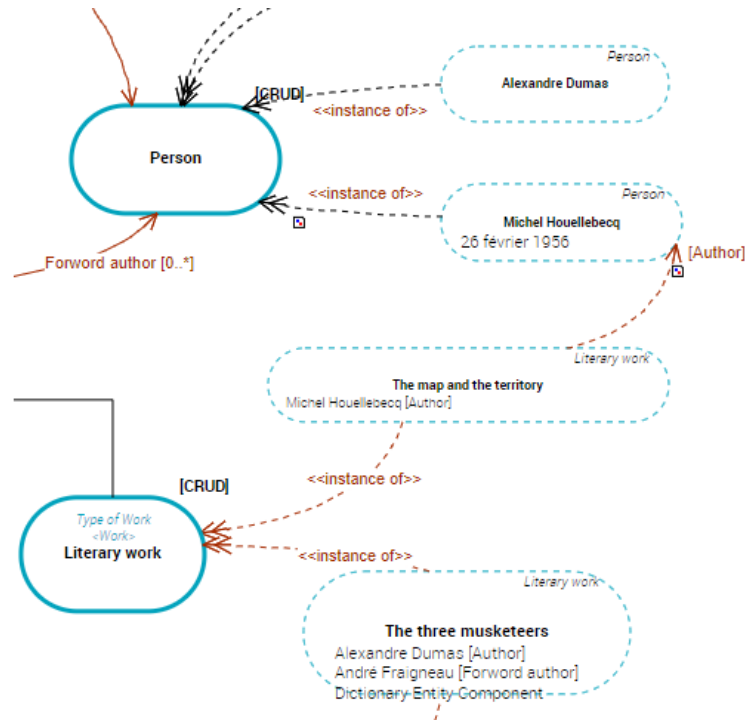 Person
[CRUD]
Alexandre Dumas
<<instance of>>
Person
<<instance of>>
Person
Michel Houellebecq
26 février 1956
Forword author [0..*]
[Author]
Literary work
The map and the territory
Michel Houellebecq [Author]
<<instance of>>
[CRUD]
Type of Work
<Work>
Literary work
<<instance of>>
Literary work
The three musketeers
Alexandre Dumas [Author]
André Fraigneau [Forword author]
Dictionary Entity Component